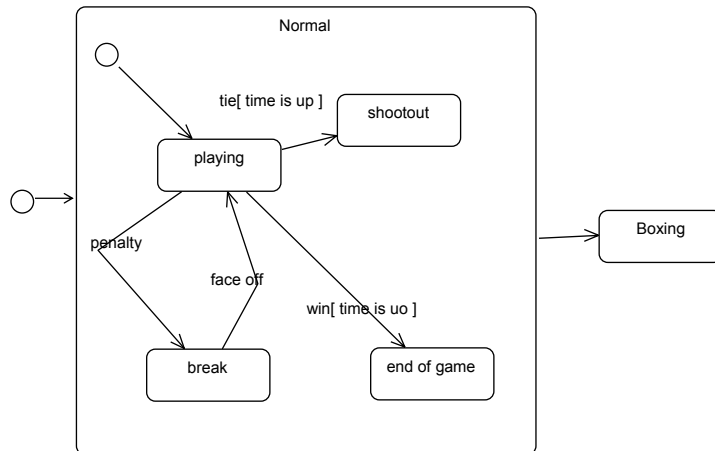 Normal
tie[ time is up ]
shootout
playing
penalty
face off
Boxing
win[ time is uo ]
break
end of game